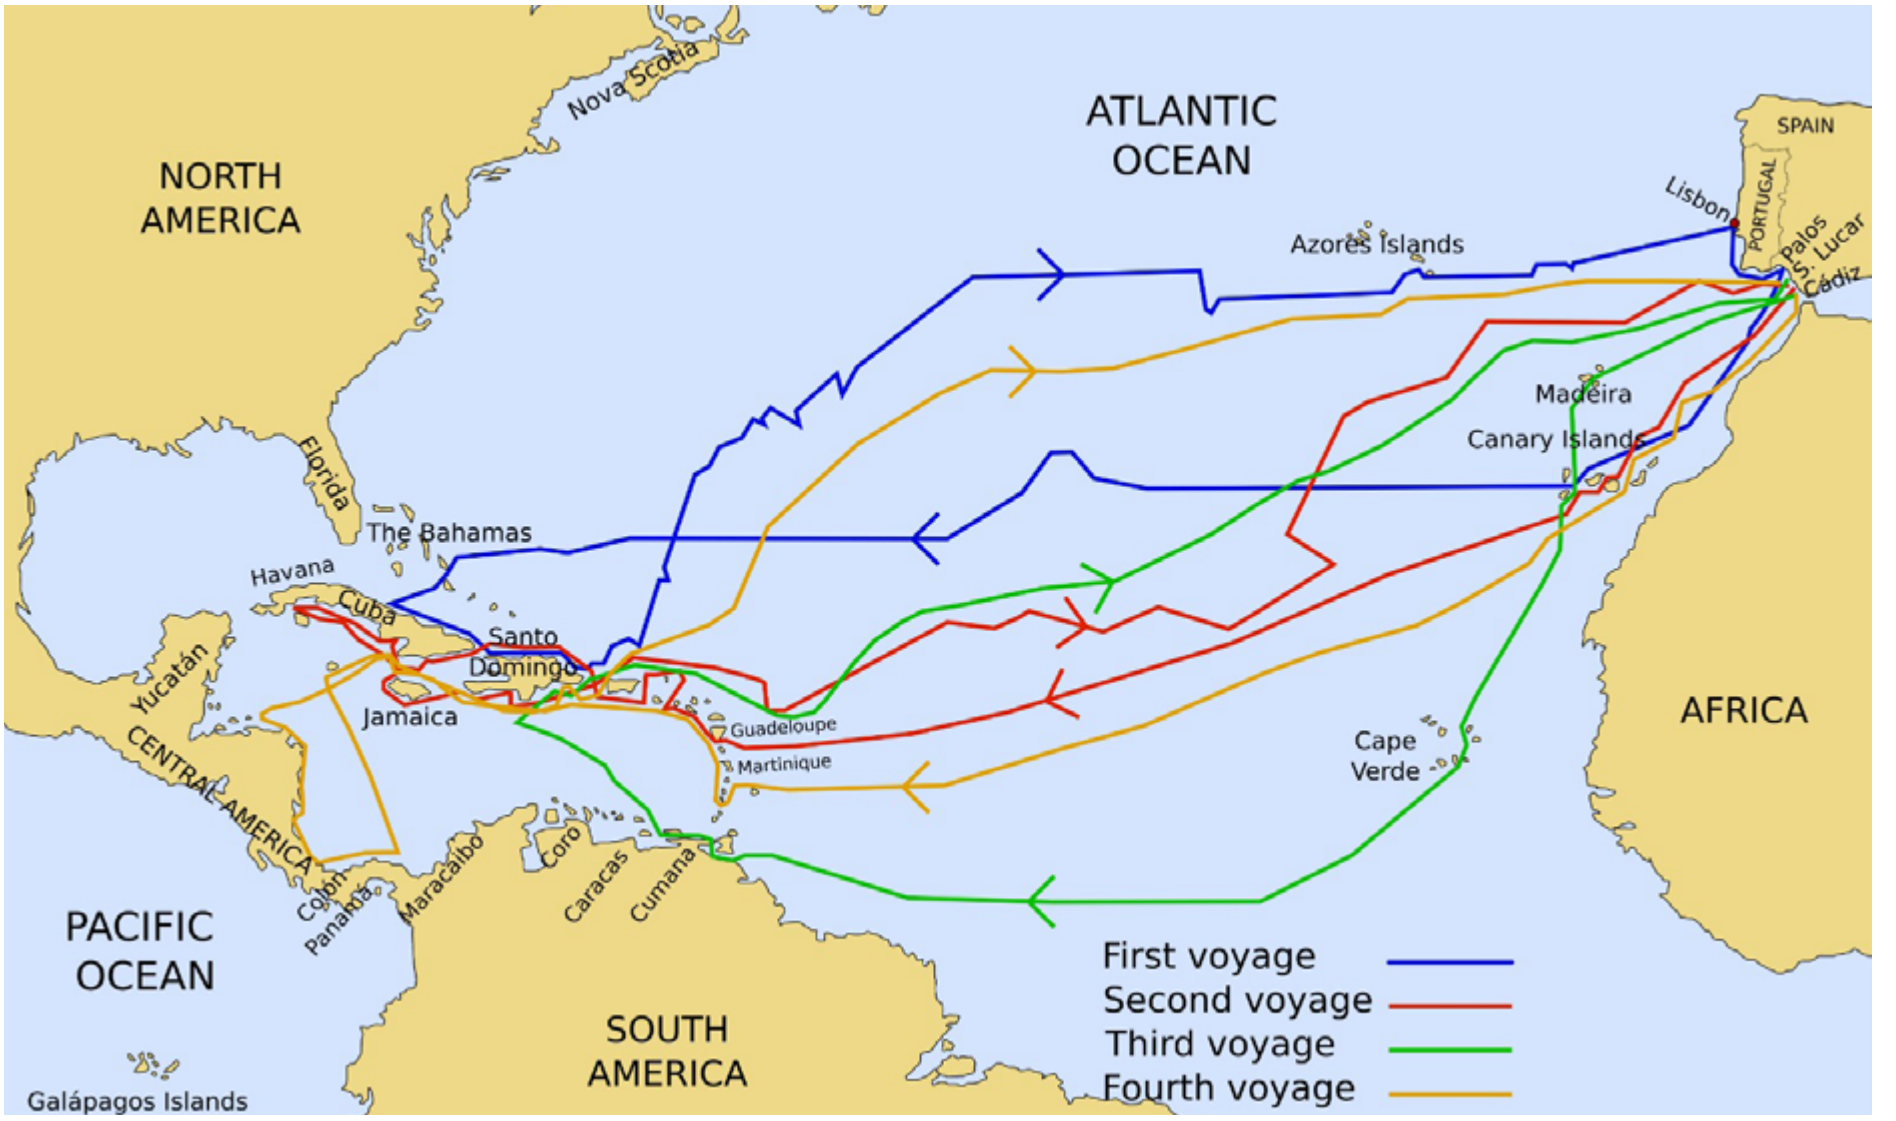 Nova Scotia
ATLANTIC
OCEAN
SPAIN
NORTH
AMERICA
PORTUGAL
Lisbon
Palos
S. Lucar
Cádiz
Azores Islands
Madeira
Canary Islands
Florida
The Bahamas
Havana
Cuba
Santo
Domingo
Yucatán
Jamaica
Guadeloupe
Martinique
AFRICA
Cape
Verde
CENTRAL AMERICA
Colón
Panamá
Maracaibo
Coro
Caracas
Cumana
PACIFIC
OCEAN
SOUTH
AMERICA
Galápagos Islands
First voyage
Second voyage
Third voyage
Fourth voyage